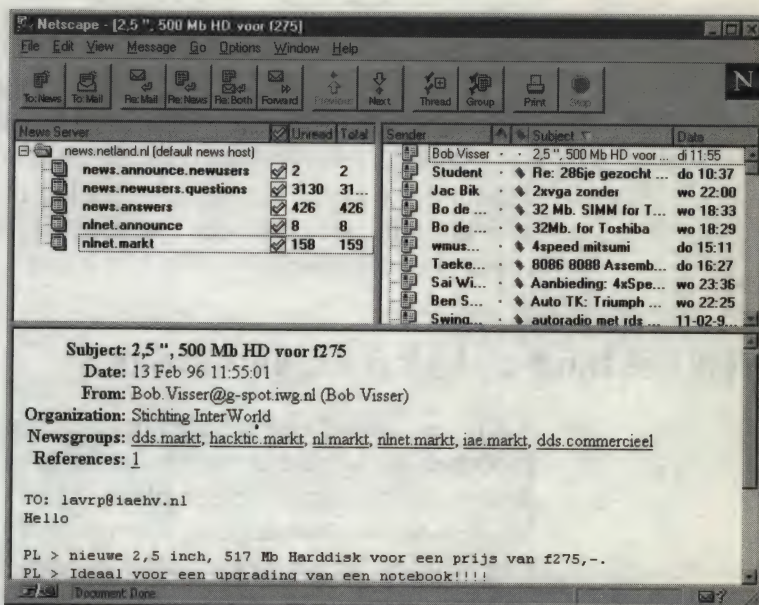 Netscape - [2,5 ", 500 Mb HD voor f275]
File Edit View Message Go Options Window Help
To: News To: Mail Re: Mail Re: News Re: Both Forward Previous Next Thread Group Print Stop
N
News Server Unread Total
news.netland.nl (default news host)
news.announce.newusers 2 2
news.newusers.questions 3130 31...
news.answers 426 426
nlnet.announce 8 8
nlnet.markt 158 159
Sender Subject Date
Bob Visser 2,5 ", 500 Mb HD voor ... di 11:55
Student Re: 286je gezocht ... do 10:37
Jac Bik 2xvga zonder wo 22:00
Bo de ... 32 Mb. SIMM for T... wo 18:33
Bo de ... 32Mb. for Toshiba wo 18:29
wmus... 4speed mitsumi do 15:11
Taeke... 8086 8088 Assemb... do 16:27
Sai Wi... Aanbieding: 4xSpe... wo 23:36
Ben S... Auto TK: Triumph ... wo 22:25
Swing... autoradio met rds ... 11-02-9...
Subject: 2,5 ", 500 Mb HD voor f275
Date: 13 Feb 96 11:55:01
From: Bob.Visser@g-spot.iwg.nl (Bob Visser)
Organization: Stichting InterWorld
Newsgroups: dds.markt, hacktic.markt, nl.markt, nlnet.markt, iae.markt, dds.commercieel
References: 1
TO: lavrp@iaehv.nl
Hello
PL > nieuwe 2,5 inch, 517 Mb Harddisk voor een prijs van f275,-.
PL > Ideaal voor een upgrading van een notebook!!!!
Document: Done